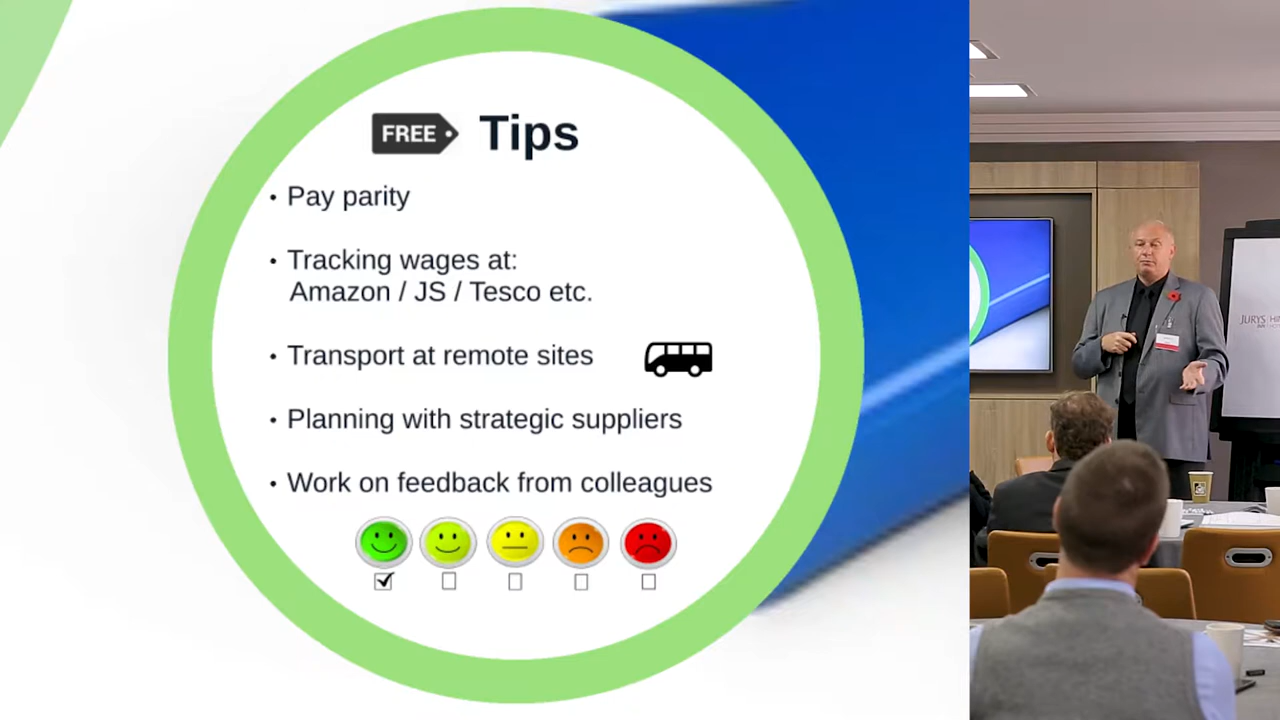 FREE Tips
• Pay parity
• Tracking wages at:
Amazon / JS / Tesco etc.
• Transport at remote sites
• Planning with strategic suppliers
• Work on feedback from colleagues
JURYS